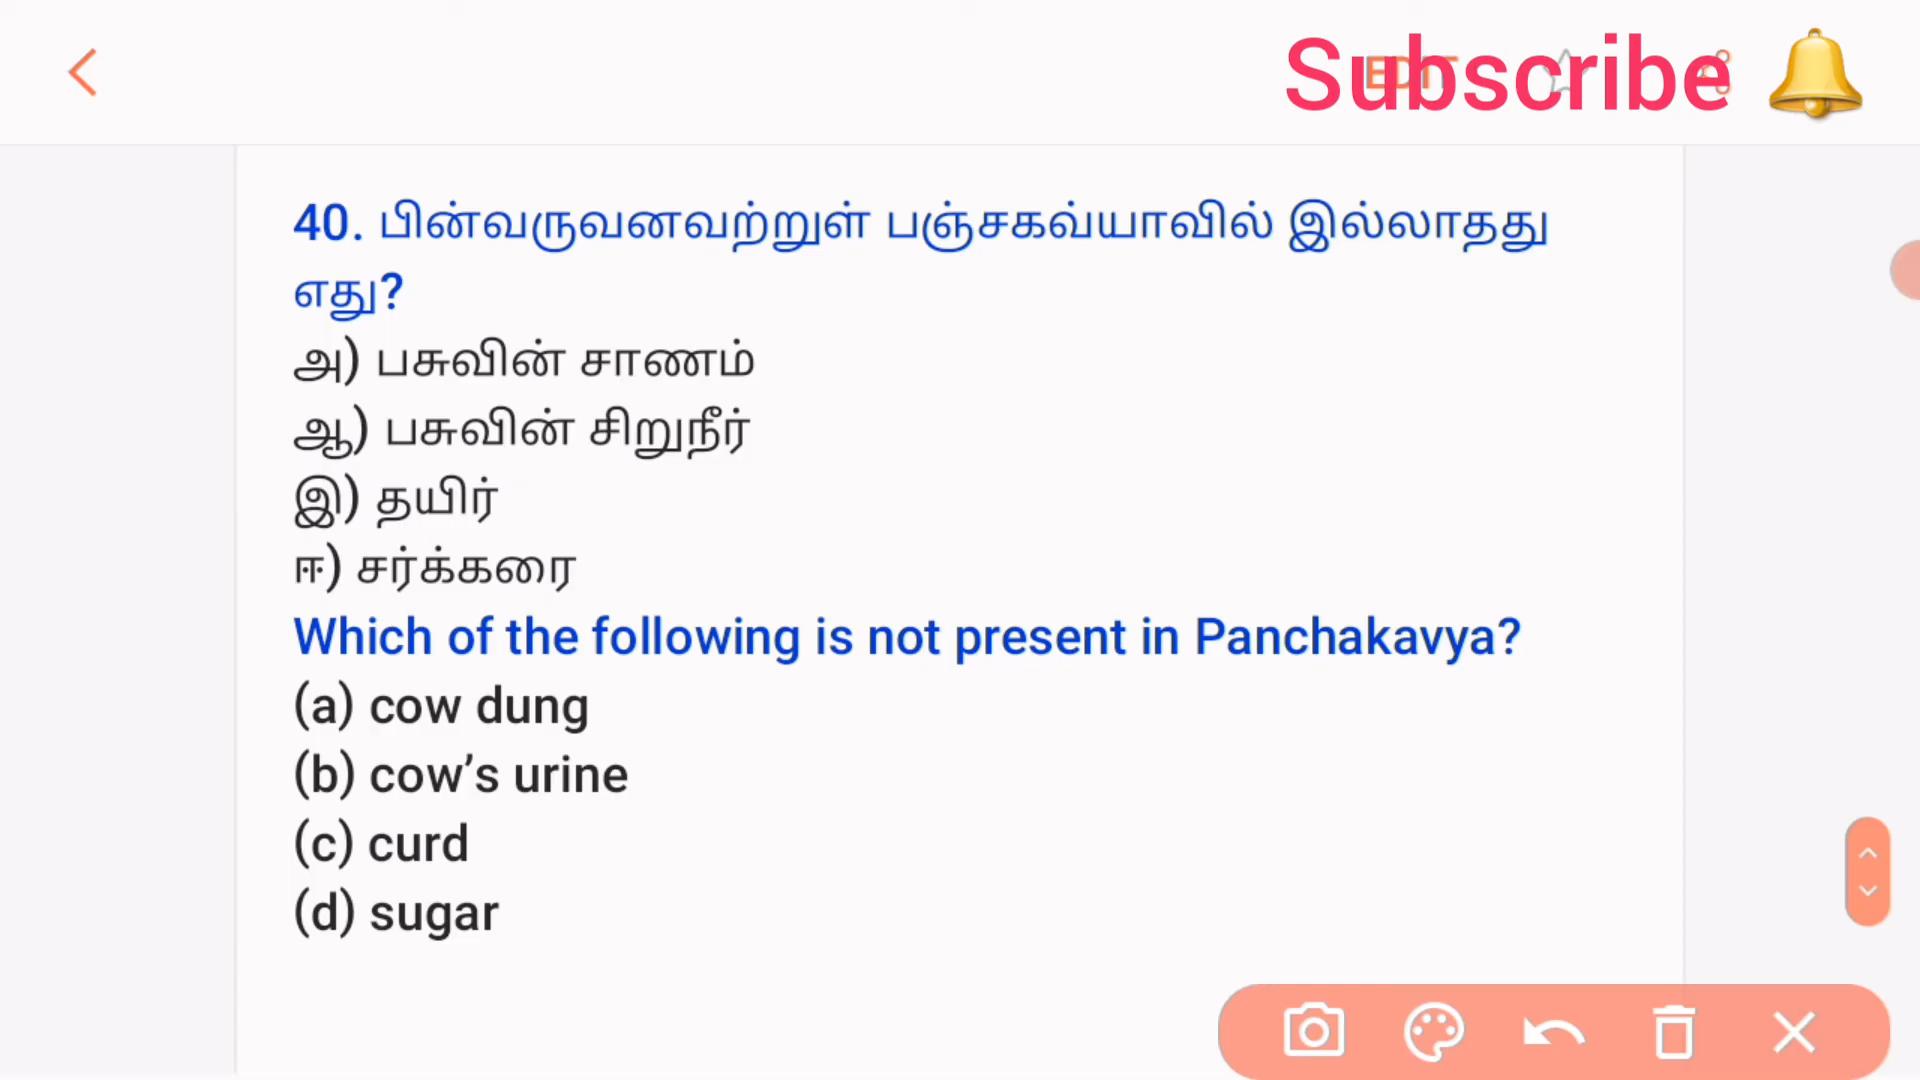 Subscribe 🔔
EDIT
40. பின்வருவனவற்றுள் பஞ்சகவ்யாவில் இல்லாதது
எது?
அ) பசுவின் சாணம்
ஆ) பசுவின் சிறுநீர்
இ) தயிர்
ஈ) சர்க்கரை
Which of the following is not present in Panchakavya?
(a) cow dung
(b) cow’s urine
(c) curd
(d) sugar